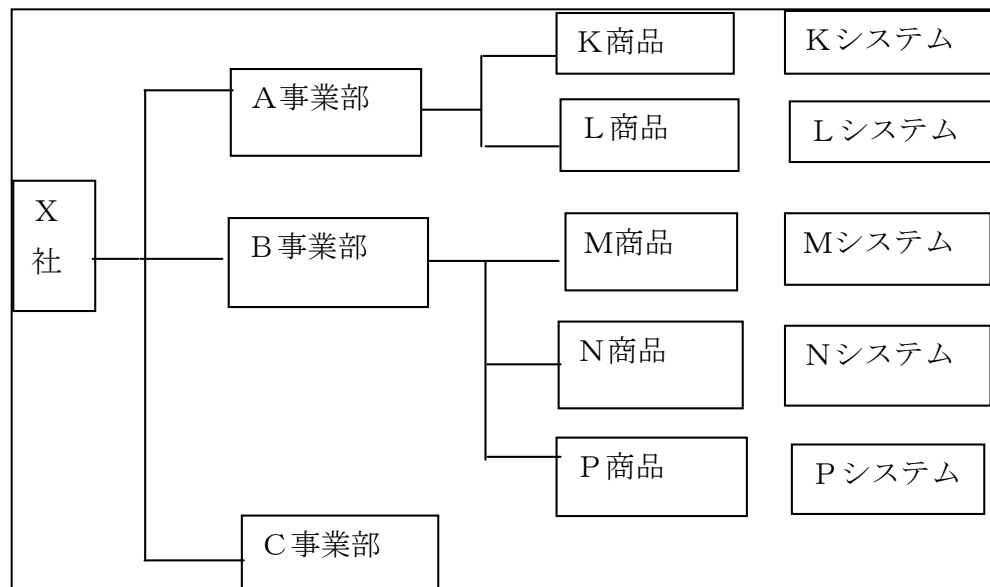 K商品
Kシステム
A事業部
L商品
Lシステム
X
社
B事業部
M商品
Mシステム
N商品
Nシステム
P商品
Pシステム
C事業部